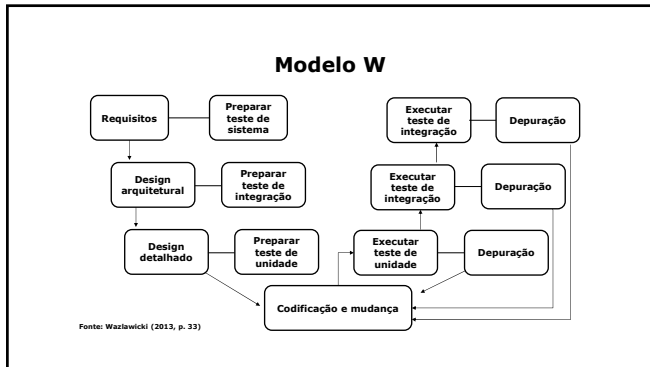 Modelo W
Requisitos
Preparar
teste de
sistema
Executar
teste de
integração
Depuração
Design
arquitetural
Preparar
teste de
integração
Executar
teste de
integração
Depuração
Design
detalhado
Preparar
teste de
unidade
Executar
teste de
unidade
Depuração
Codificação e mudança
Fonte: Wazlawicki (2013, p. 33)